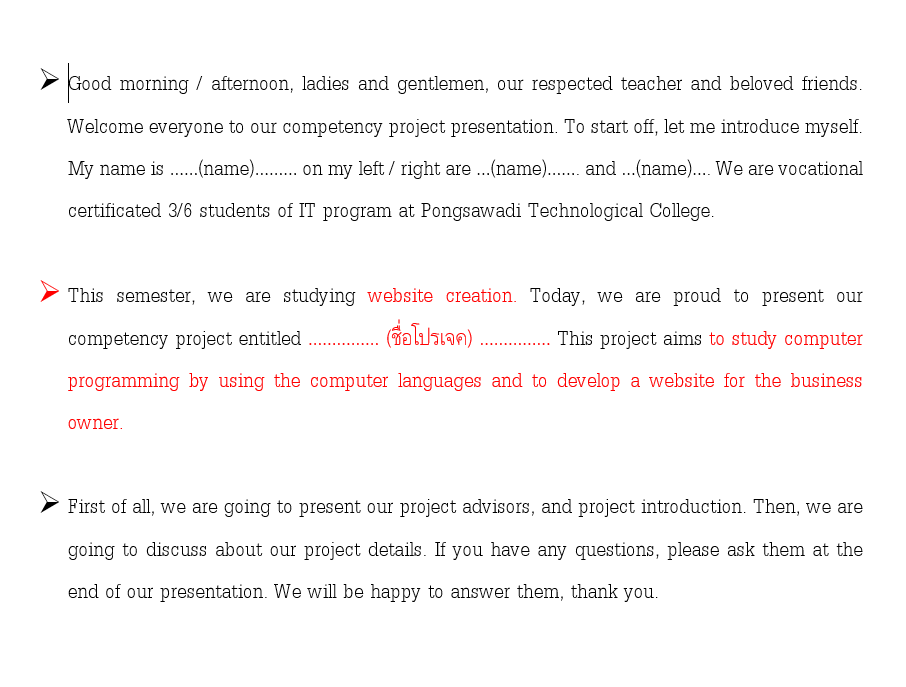 ➢ Good morning / afternoon, ladies and gentlemen, our respected teacher and beloved friends.
Welcome everyone to our competency project presentation. To start off, let me introduce myself.
My name is ......(name)......... on my left / right are ...(name)....... and ...(name).... We are vocational
certificated 3/6 students of IT program at Pongsawadi Technological College.
➢ This semester, we are studying website creation. Today, we are proud to present our
competency project entitled ............... (ชื่อโปรเจค) ............... This project aims to study computer
programming by using the computer languages and to develop a website for the business
owner.
➢ First of all, we are going to present our project advisors, and project introduction. Then, we are
going to discuss about our project details. If you have any questions, please ask them at the
end of our presentation. We will be happy to answer them, thank you.